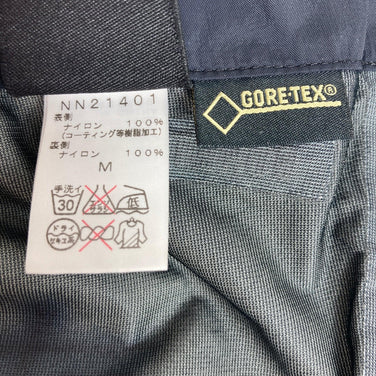 NN21401
表側
ナイロン 100%
(コーティング等樹脂加工)
裏側
ナイロン 100%
M
手洗イ
30
低
ドライ
セキユ系
GORE-TEX®